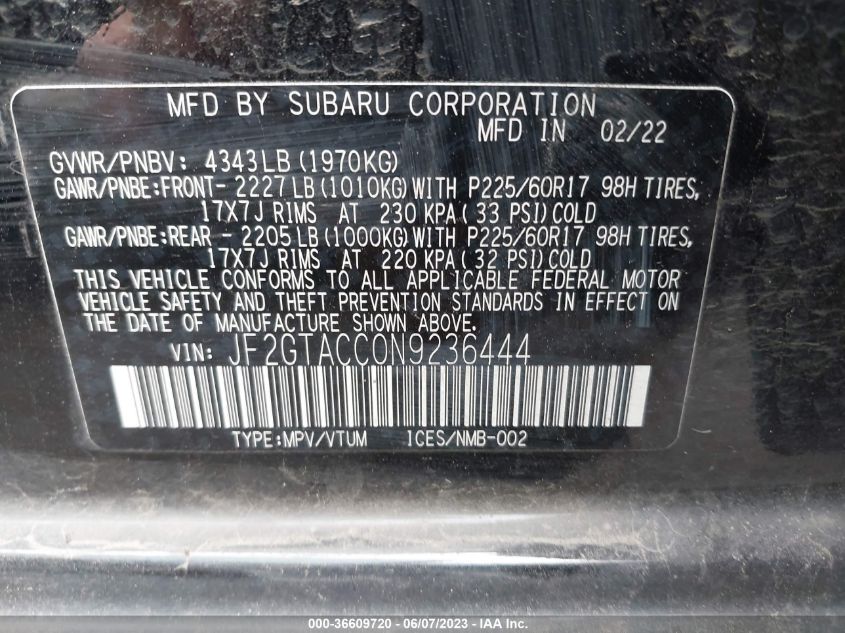 MFD BY SUBARU CORPORATION
MFD IN 02/22
GVWR/PNBV: 4343LB (1970KG)
GAWR/PNBE:FRONT- 2227LB (1010KG) WITH P225/60R17 98H TIRES,
17X7J RIMS AT 230 KPA ( 33 PSI) COLD
GAWR/PNBE:REAR - 2205LB (1000KG) WITH P225/60R17 98H TIRES,
17X7J RIMS AT 220 KPA ( 32 PSI) COLD
THIS VEHICLE CONFORMS TO ALL APPLICABLE FEDERAL MOTOR
VEHICLE SAFETY AND THEFT PREVENTION STANDARDS IN EFFECT ON
THE DATE OF MANUFACTURE SHOWN ABOVE.
VIN: JF2GTACC0N9236444
TYPE:MPV/VTUM ICES/NMB-002
000-36609720 - 06/07/2023 - IAA Inc.